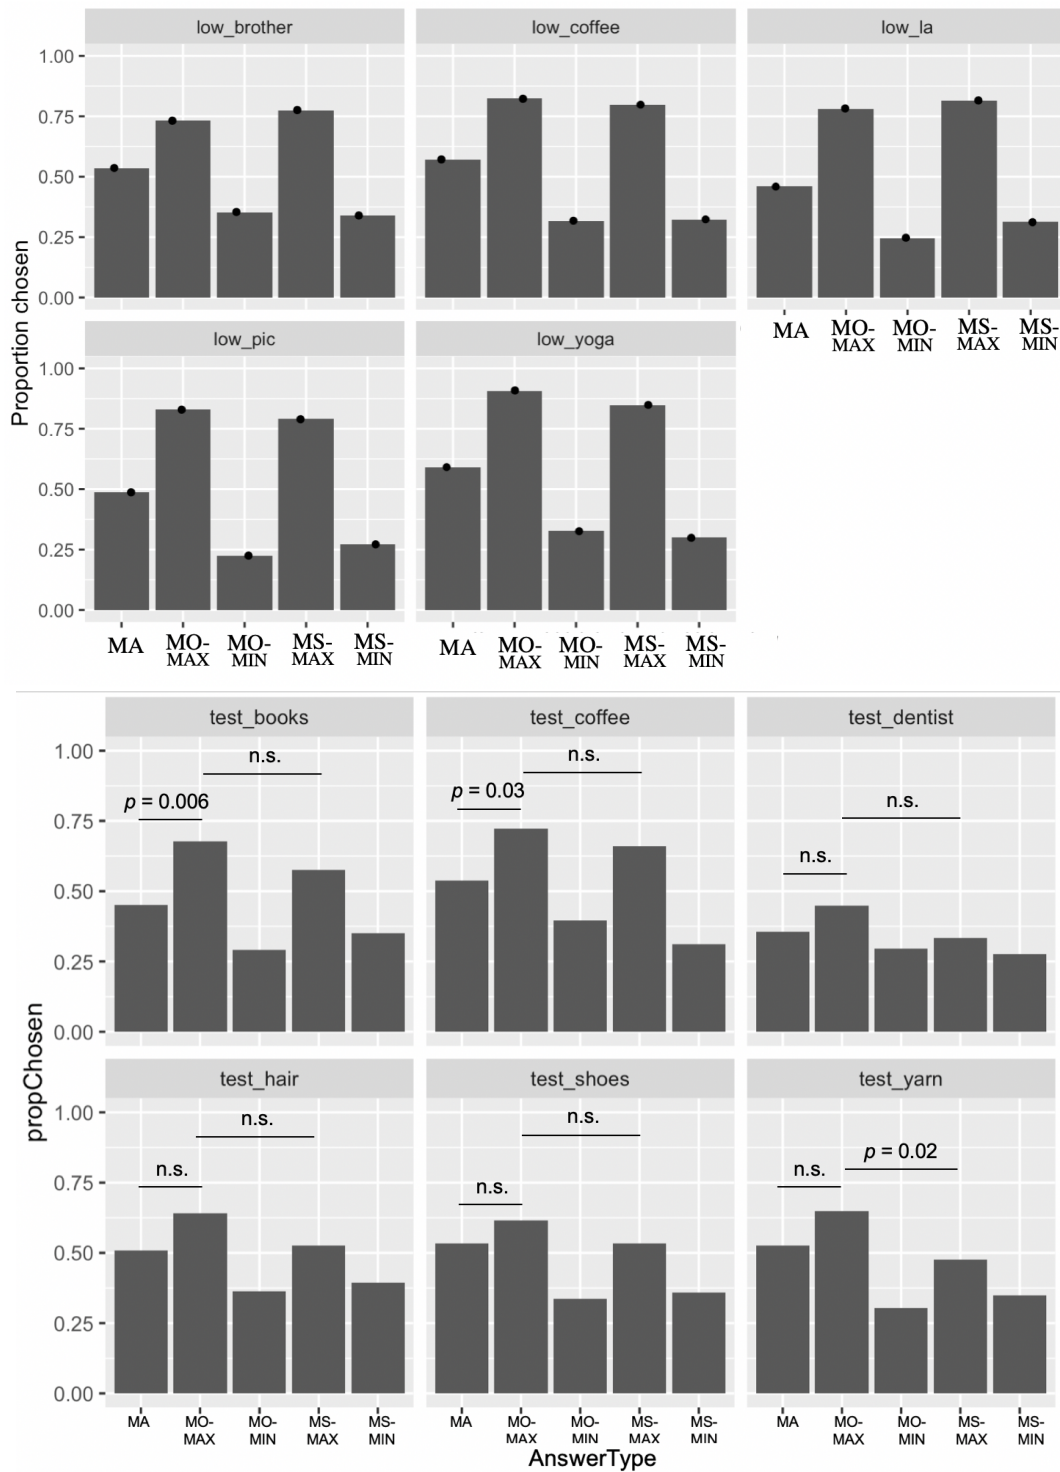 low_brother low_coffee low_la
Proportion chosen
1.00
0.75
0.50
0.25
0.00
MA MO-MAX MO-MIN MS-MAX MS-MIN
low_pic low_yoga
1.00
0.75
0.50
0.25
0.00
MA MO-MAX MO-MIN MS-MAX MS-MIN MA MO-MAX MO-MIN MS-MAX MS-MIN
test_books test_coffee test_dentist
propChosen
1.00
n.s. n.s.
p = 0.006 p = 0.03 n.s.
0.75
n.s.
0.50
0.25
0.00
test_hair test_shoes test_yarn
1.00
n.s. n.s.
p = 0.02
n.s. n.s. n.s.
0.75
0.50
0.25
0.00
MA MO-MAX MO-MIN MS-MAX MS-MIN MA MO-MAX MO-MIN MS-MAX MS-MIN MA MO-MAX MO-MIN MS-MAX MS-MIN
AnswerType